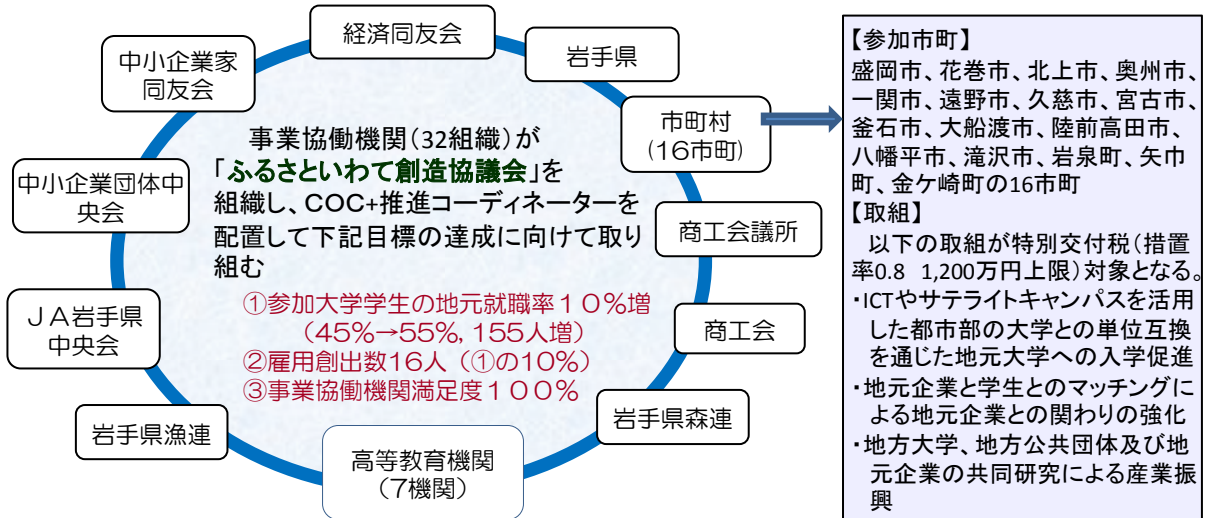 経済同友会
中小企業家
同友会
岩手県
市町村
(16市町)
中小企業団体中
央会
商工会議所
JA岩手県
中央会
商工会
岩手県漁連
岩手県森連
高等教育機関
(7機関)
事業協働機関(32組織)が
「ふるさといわて創造協議会」を
組織し、COC+推進コーディネーターを
配置して下記目標の達成に向けて取り
組む
①参加大学学生の地元就職率10%増
(45%→55%,155人増)
②雇用創出数16人(①の10%)
③事業協働機関満足度100%
【参加市町】
盛岡市、花巻市、北上市、奥州市、
一関市、遠野市、久慈市、宮古市、
釜石市、大船渡市、陸前高田市、
八幡平市、滝沢市、岩泉町、矢巾
町、金ケ崎町の16市町
【取組】
以下の取組が特別交付税(措置
率0.8 1,200万円上限)対象となる。
・ICTやサテライトキャンパスを活用
した都市部の大学との単位互換
を通じた地元大学への入学促進
・地元企業と学生とのマッチングに
よる地元企業との関わりの強化
・地方大学、地方公共団体及び地
元企業の共同研究による産業振
興